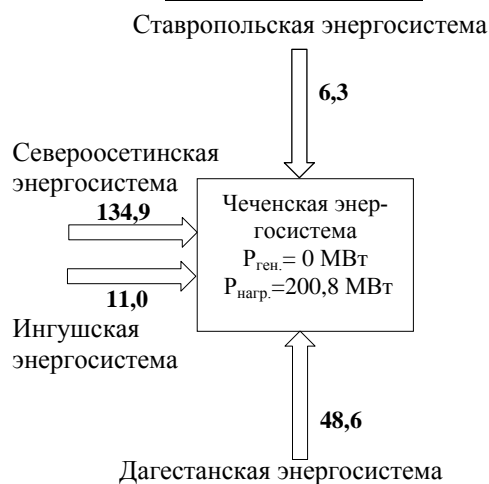 Ставропольская энергосистема
6,3
Североосетинская
энергосистема
134,9
Чеченская энер-
госистема
Pген.= 0 МВт
Pнагр.=200,8 МВт
11,0
Ингушская
энергосистема
48,6
Дагестанская энергосистема